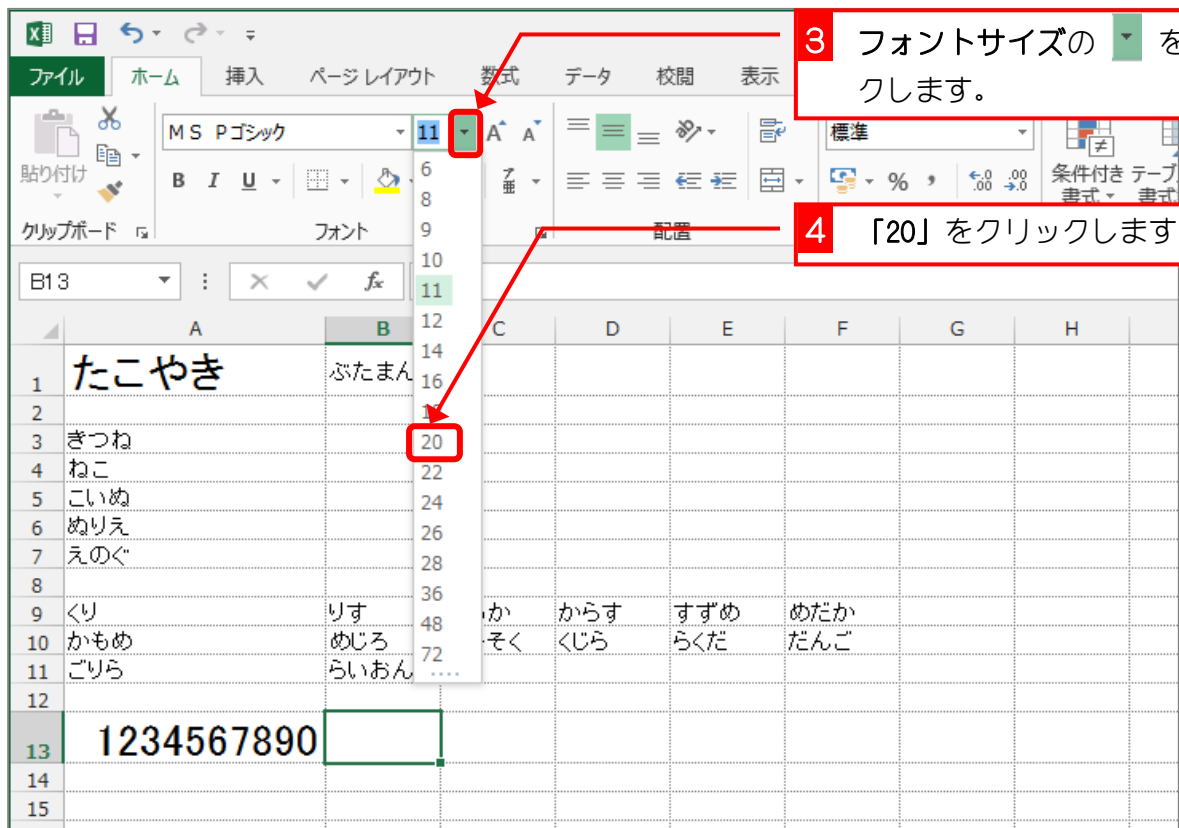 3 フォントサイズの を
クします。
ファイル ホーム 挿入 ページ レイアウト 数式 データ 校閲 表示
貼り付け
MS Pゴシック 11 A A 標準
B I U ア亜 % , ←.0 .00 .00 →.0 条件付き書式 テーブ書式
クリップボード フォント 配置
4 「20」をクリックします
B13 fx
6
8
9
10
11
12
14
16
20
22
24
26
28
36
48
72
A B C D E F G H
1 たこやき ぶたまん
2
3 きつね
4 ねこ
5 こいぬ
6 ぬりえ
7 えのぐ
8
9 くり りす か からす すずめ めだか
10 かもめ めじろ そく くじら らくだ だんご
11 ごりら らいおん
12
13 1234567890
14
15